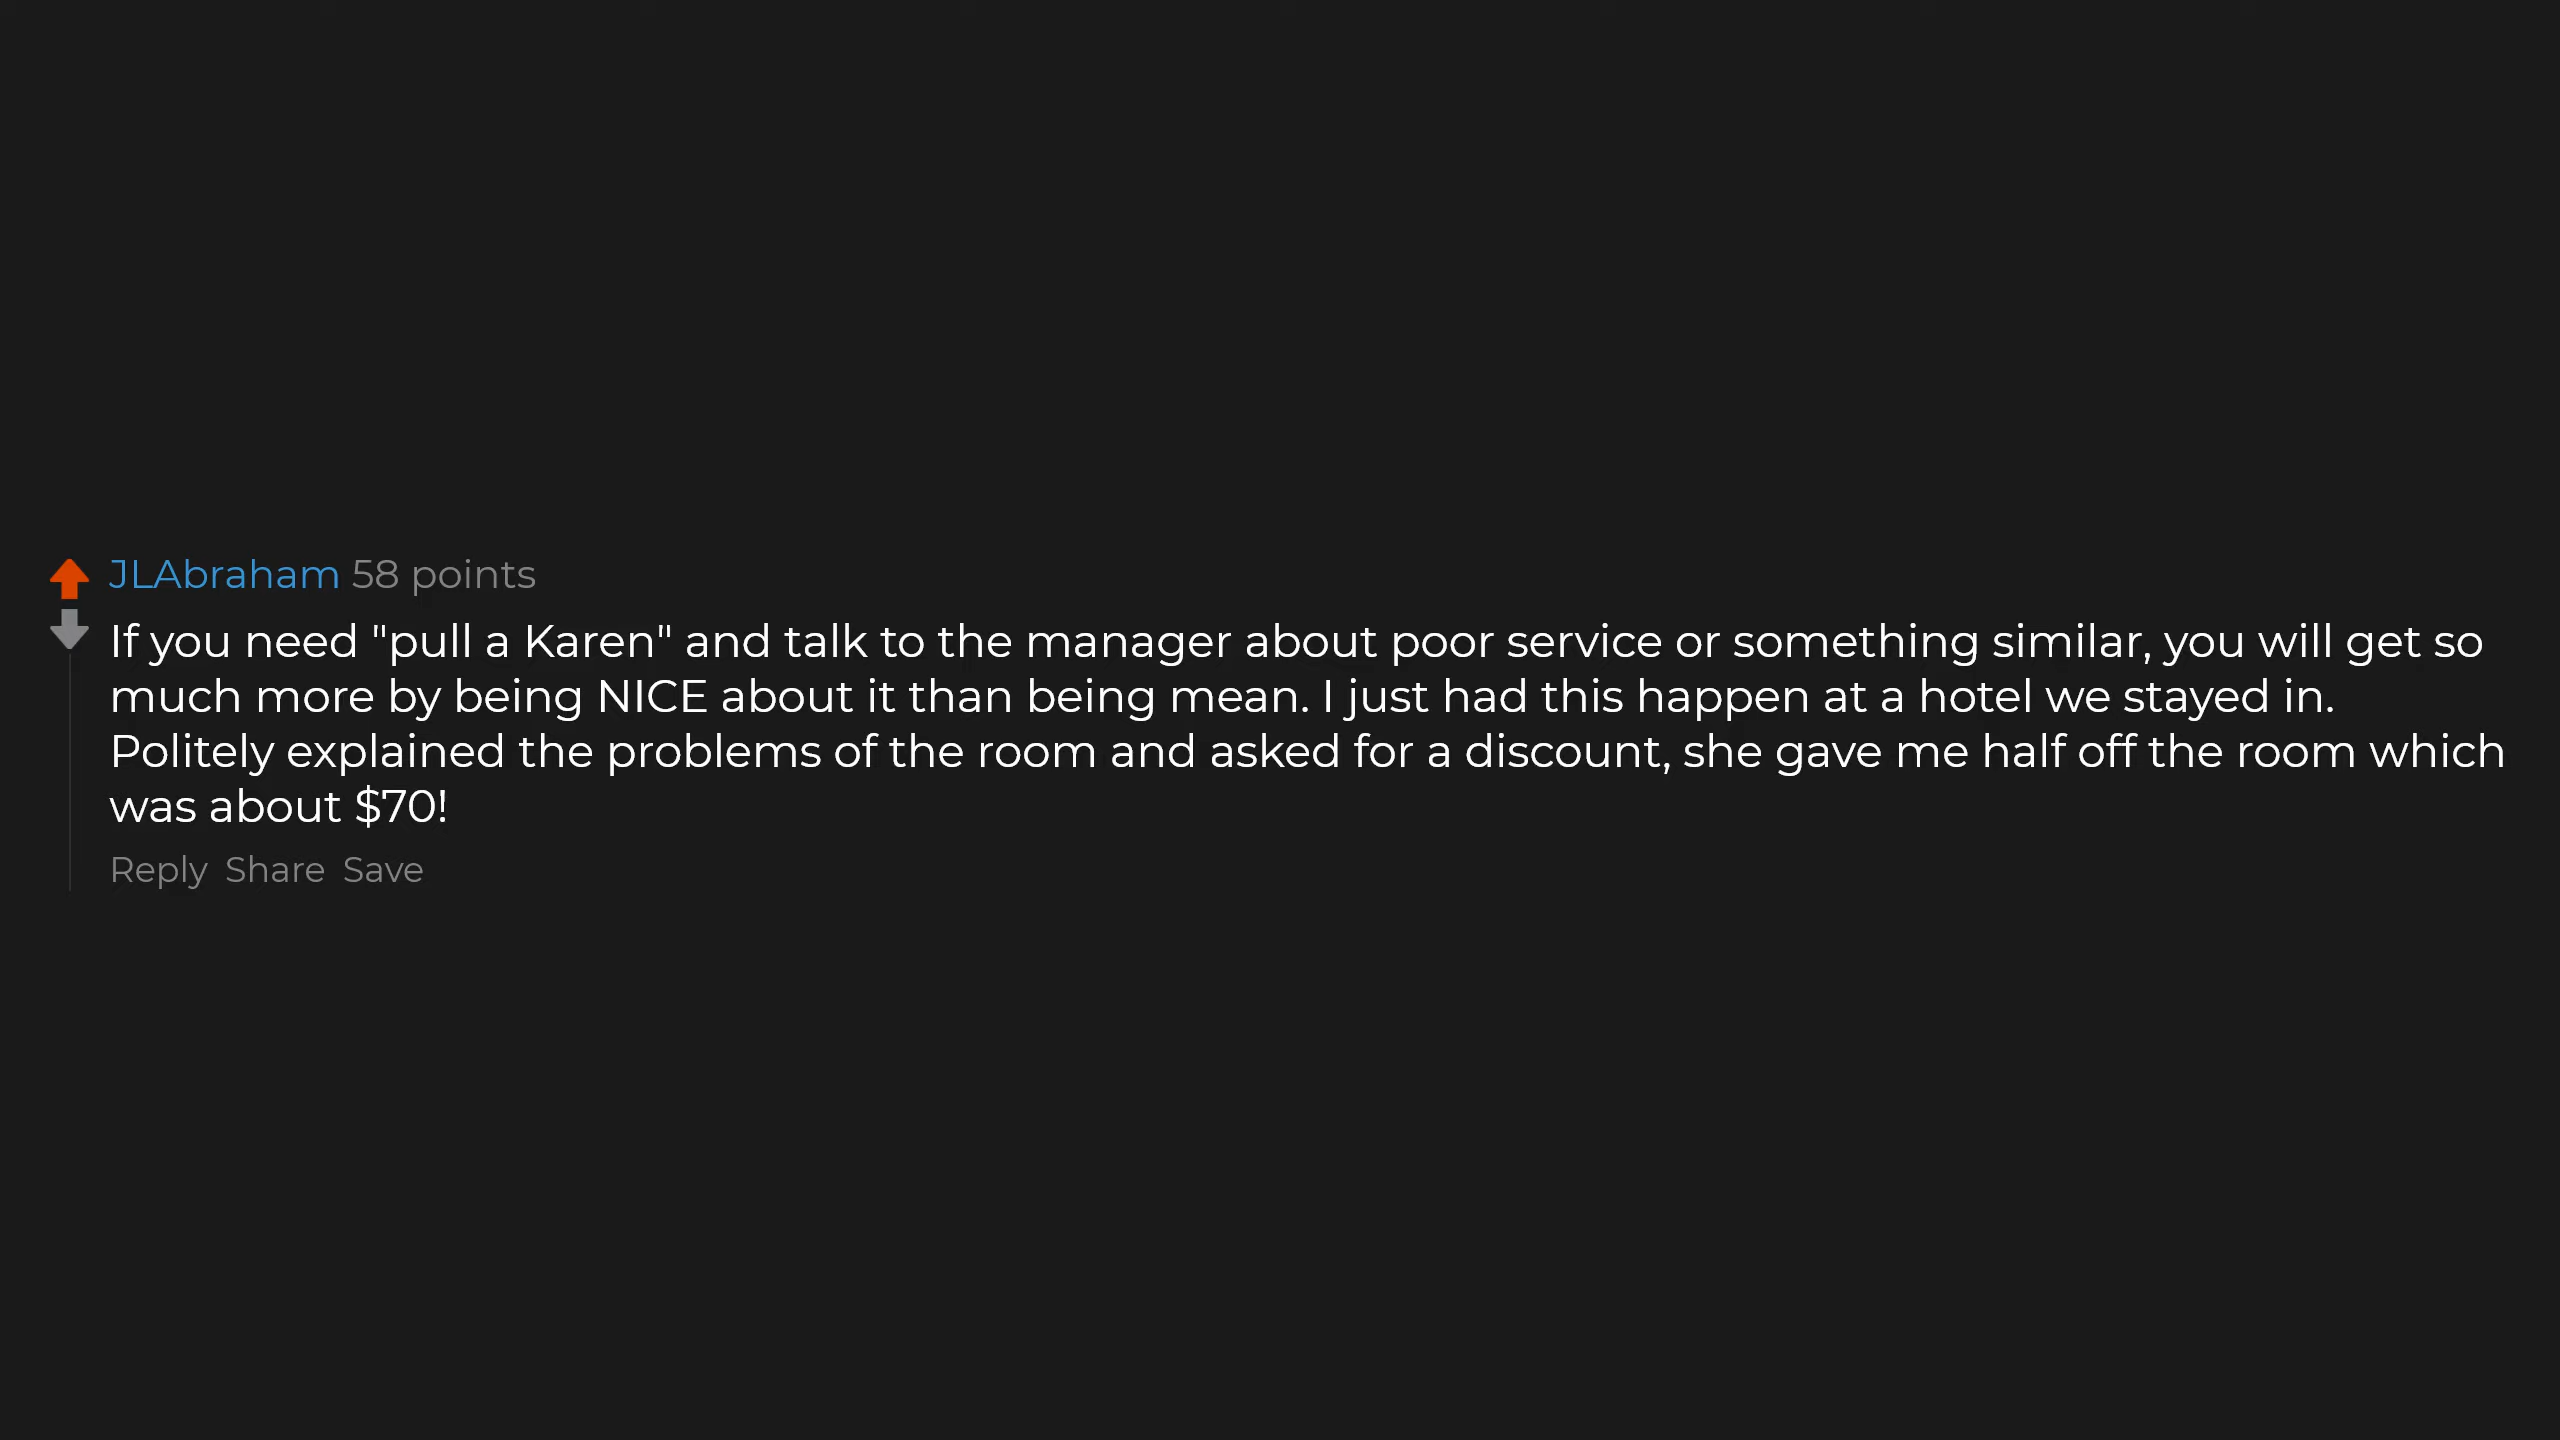 JLAbraham 58 points
If you need "pull a Karen" and talk to the manager about poor service or something similar, you will get so
much more by being NICE about it than being mean. I just had this happen at a hotel we stayed in.
Politely explained the problems of the room and asked for a discount, she gave me half off the room which
was about $70!
Reply Share Save